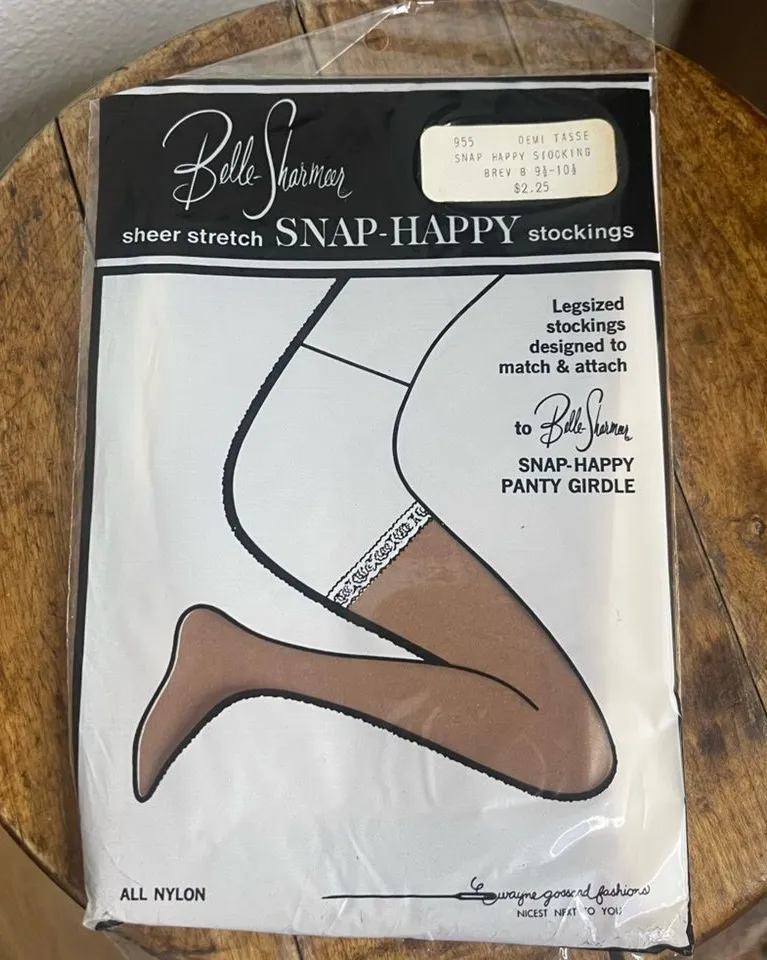 Belle-Sharmeer
955 DEMI TASSE
SNAP HAPPY STOCKING
BREV B 9½-10½
$2.25
sheer stretch SNAP-HAPPY stockings
Legsized
stockings
designed to
match & attach
to Belle-Sharmeer
SNAP-HAPPY
PANTY GIRDLE
ALL NYLON
wayne gossard fashions
NICEST NEXT TO YOU